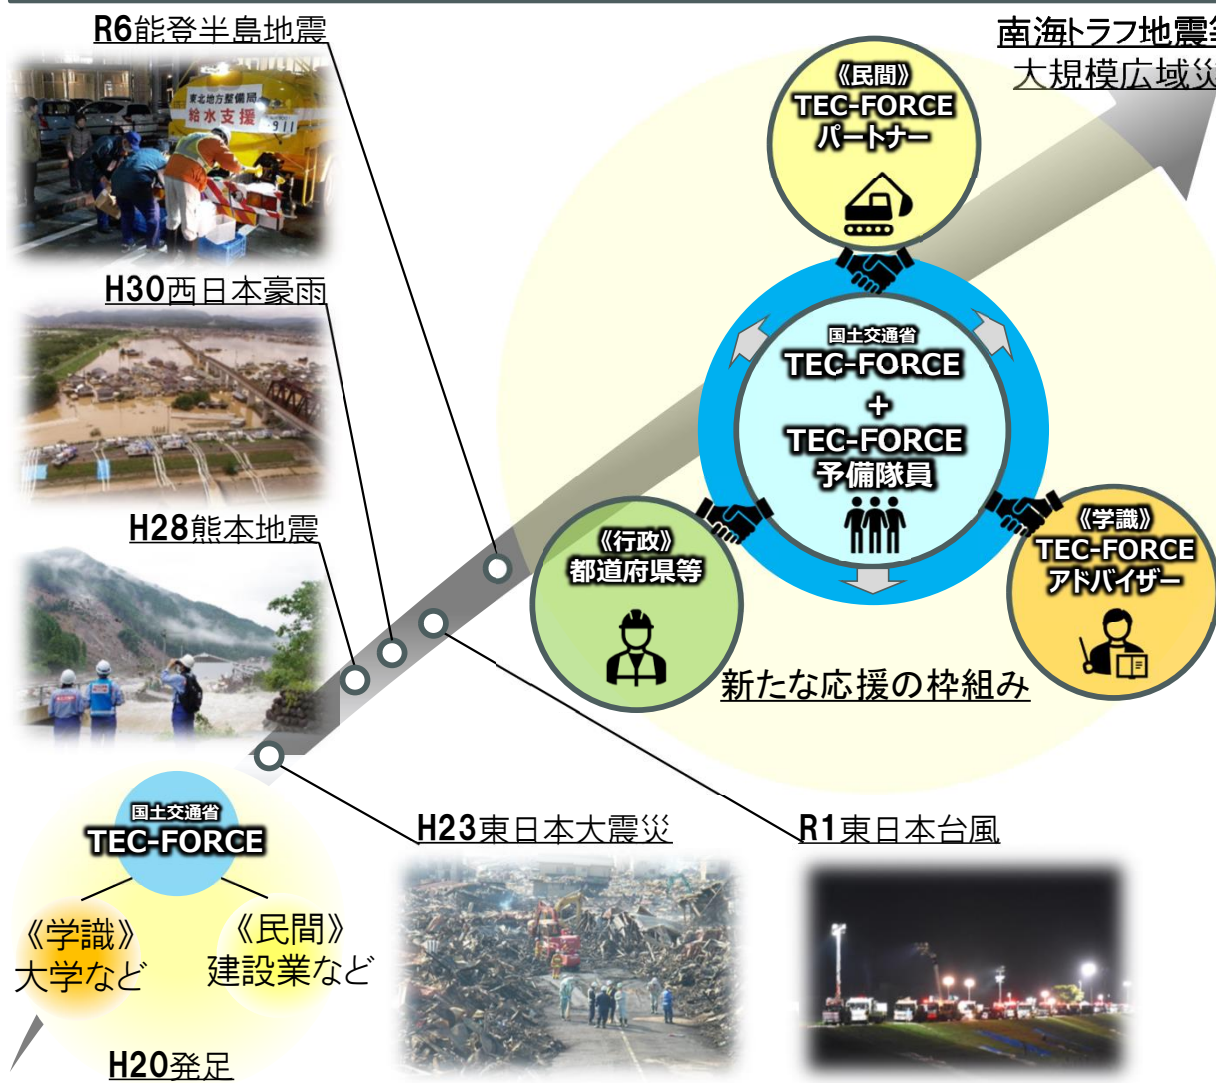 R6能登半島地震
東北地方整備局
給水支援
H30西日本豪雨
H28熊本地震
南海トラフ地震等
大規模広域災
《民間》
TEC-FORCE
パートナー
国土交通省
TEC-FORCE
+
TEC-FORCE
予備隊員
《行政》
都道府県等
《学識》
TEC-FORCE
アドバイザー
新たな応援の枠組み
国土交通省
TEC-FORCE
《学識》
大学など
《民間》
建設業など
H20発足
H23東日本大震災
R1東日本台風